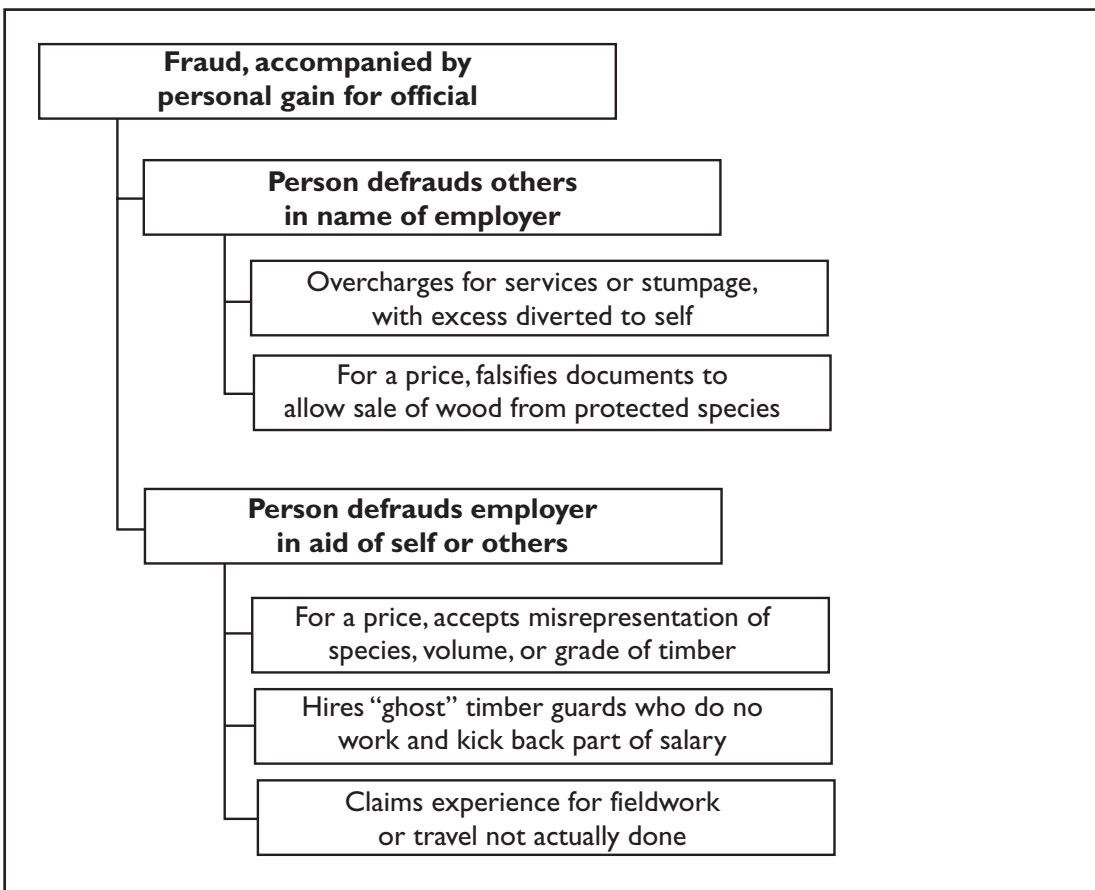 Fraud, accompanied by
personal gain for official
Person defrauds others
in name of employer
Overcharges for services or stumpage,
with excess diverted to self
For a price, falsifies documents to
allow sale of wood from protected species
Person defrauds employer
in aid of self or others
For a price, accepts misrepresentation of
species, volume, or grade of timber
Hires “ghost” timber guards who do no
work and kick back part of salary
Claims experience for fieldwork
or travel not actually done